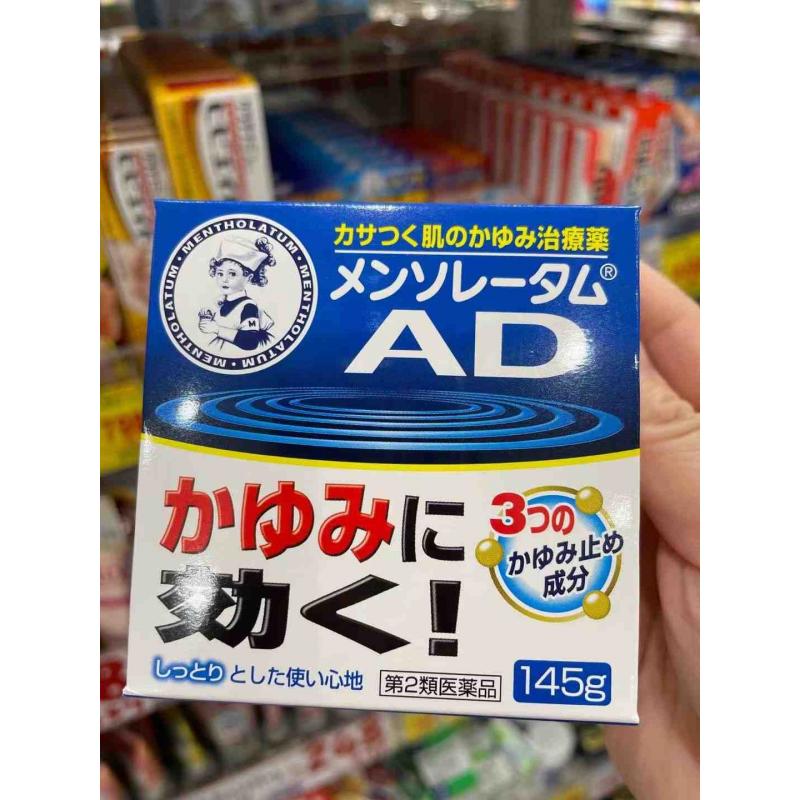 MENTHOLATUM・MENTHOLATUM・MENTHOLATUM・MENTHOLATUM・
M
カサつく肌のかゆみ治療薬
メンソレータム®
AD
かゆみに
効く!
3つの
かゆみ止め
成分
しっとりとした使い心地
第2類医薬品
145g